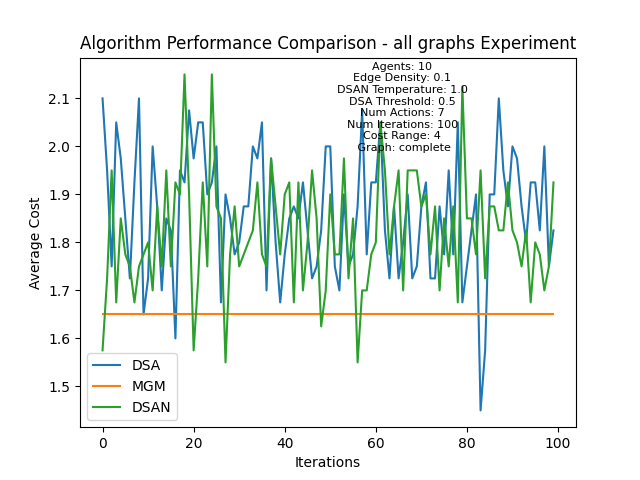 Algorithm Performance Comparison - all graphs Experiment
Agents: 10
Edge Density: 0.1
DSAN Temperature: 1.0
DSA Threshold: 0.5
Num Actions: 7
Num Iterations: 100
Cost Range: 4
Graph: complete
Average Cost
2.1
2.0
1.9
1.8
1.7
1.6
1.5
DSA
MGM
DSAN
0 20 40 60 80 100
Iterations